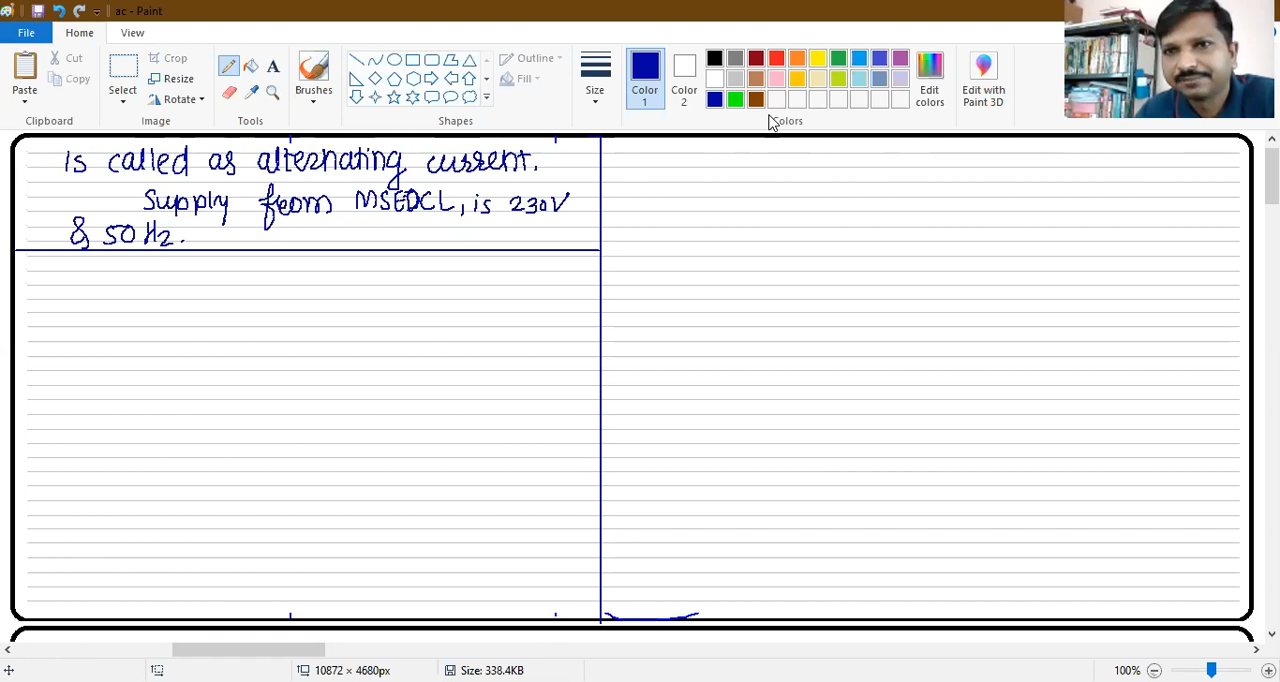 ac - Paint
File Home View
Paste Cut Copy Clipboard
Select Crop Resize Rotate Image
Tools
Brushes
Outline Fill Shapes
Size
Color 1 Color 2 Edit colors Colors
Edit with Paint 3D
is called as alternating current.
Supply from MSEDCL, is 230V
& 50 Hz.
10872 × 4680px Size: 338.4KB 100%